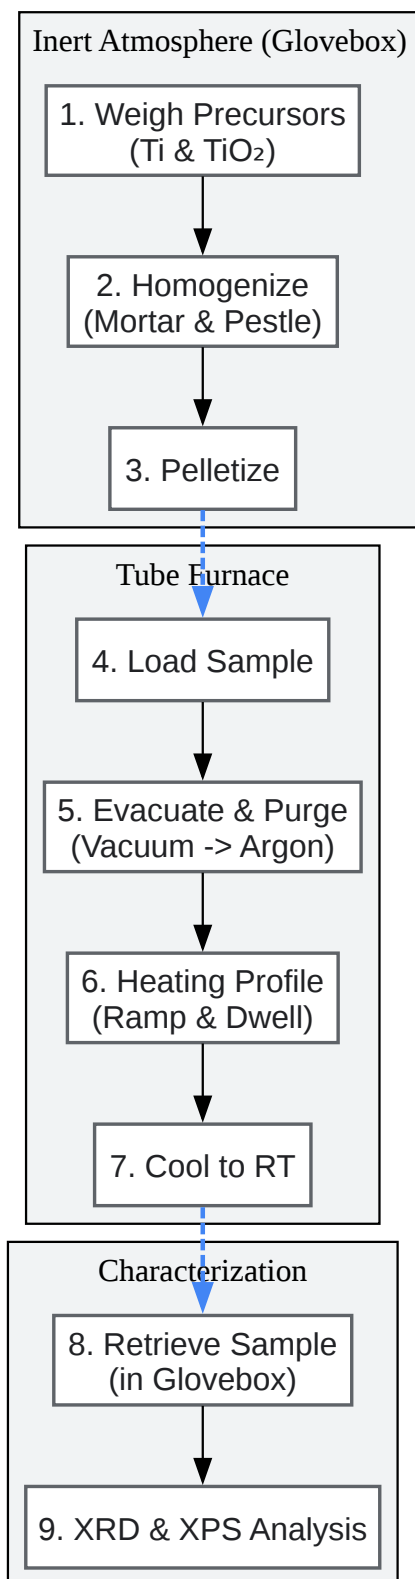 Inert Atmosphere (Glovebox)
1. Weigh Precursors
(Ti & TiO₂)
2. Homogenize
(Mortar & Pestle)
3. Pelletize
Tube Furnace
4. Load Sample
5. Evacuate & Purge
(Vacuum -> Argon)
6. Heating Profile
(Ramp & Dwell)
7. Cool to RT
Characterization
8. Retrieve Sample
(in Glovebox)
9. XRD & XPS Analysis